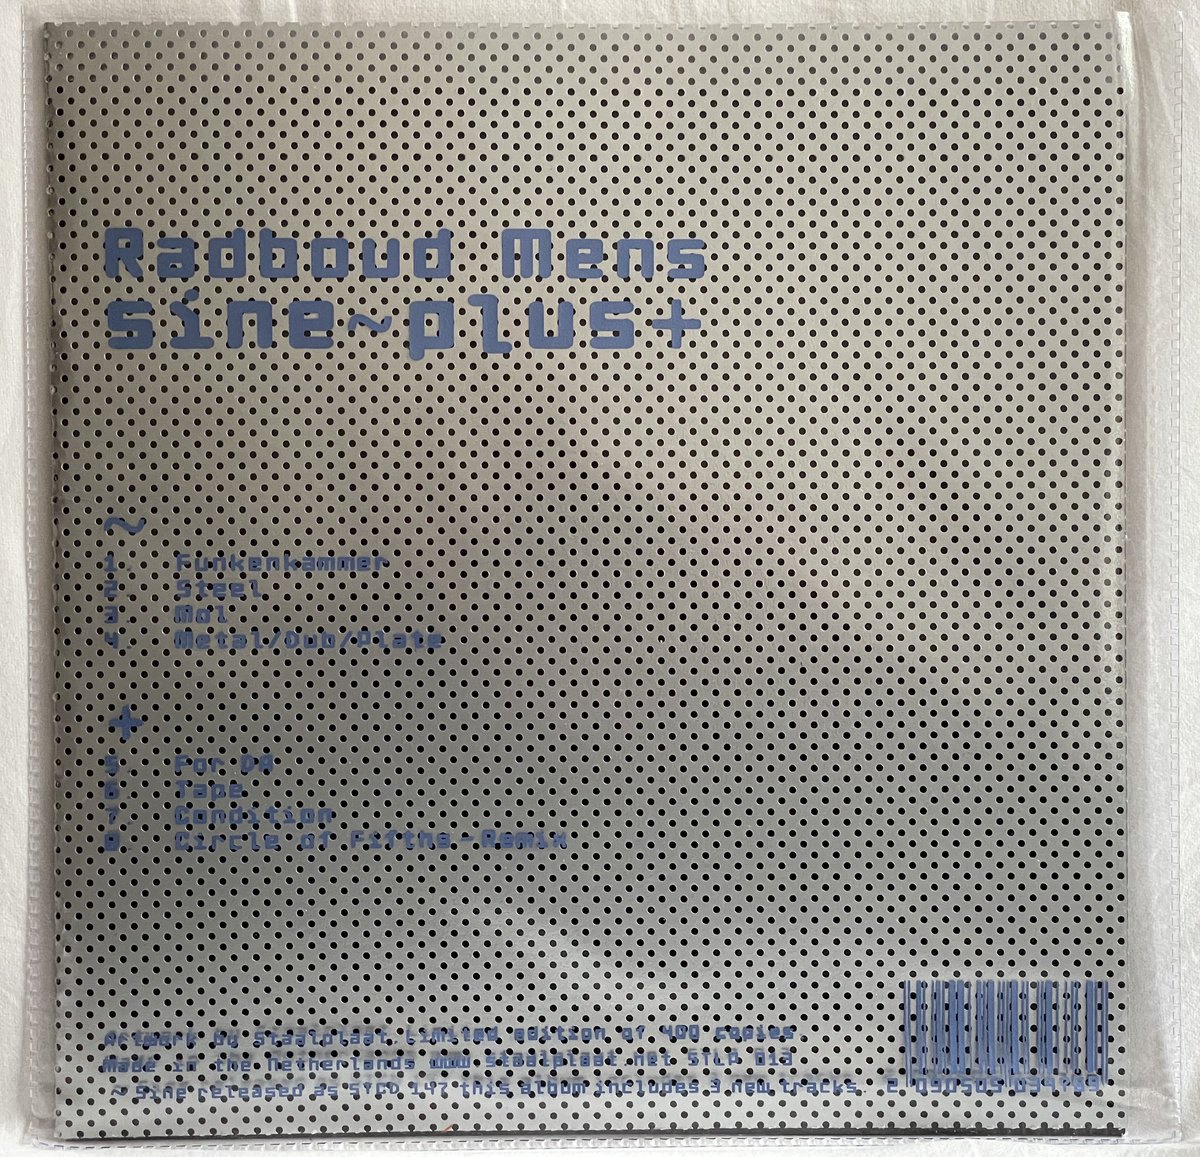 Radboud Mens
sine~plus+
~
1. Funkenkammer
2. Steel
3. Mol
4. Metal/Dub/Plate
+
5. For DA
6. Tape
7. Condition
8. Circle of Fifths - Remix
Artwork by Staalplaat. Limited edition of 400 copies.
Made in the Netherlands www staalplaat net STLP 013
~ Sine released as STCD 147 this album includes 3 new tracks.